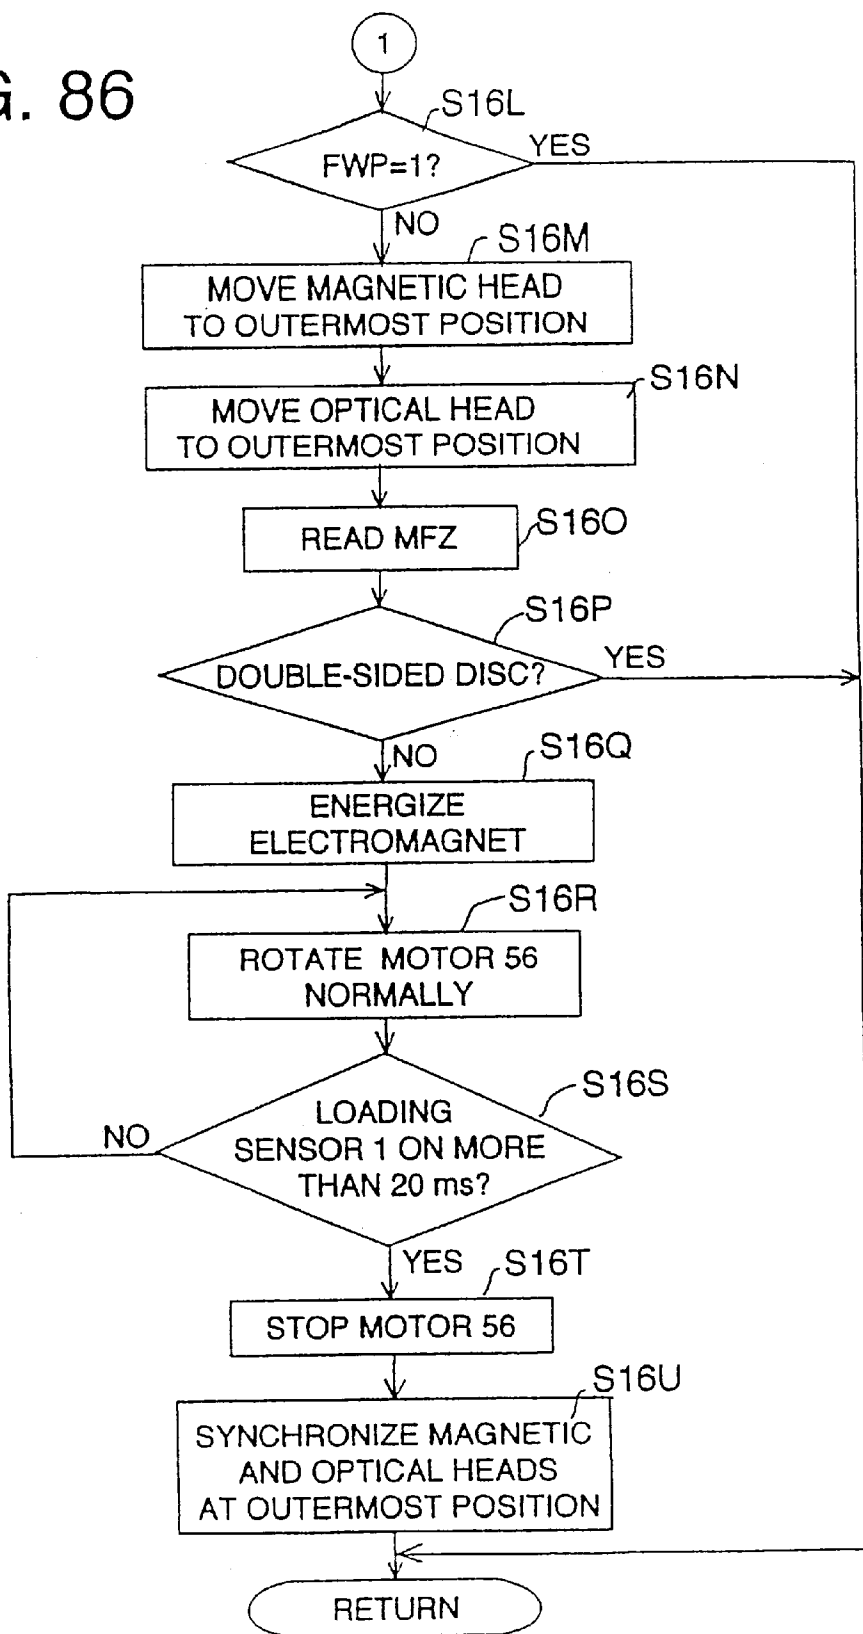 1
G. 86
S16L
FWP=1?
YES
NO
S16M
MOVE MAGNETIC HEAD
TO OUTERMOST POSITION
S16N
MOVE OPTICAL HEAD
TO OUTERMOST POSITION
S16O
READ MFZ
S16P
DOUBLE-SIDED DISC?
YES
NO
S16Q
ENERGIZE
ELECTROMAGNET
S16R
ROTATE MOTOR 56
NORMALLY
S16S
LOADING
SENSOR 1 ON MORE
THAN 20 ms?
NO
YES
S16T
STOP MOTOR 56
S16U
SYNCHRONIZE MAGNETIC
AND OPTICAL HEADS
AT OUTERMOST POSITION
RETURN